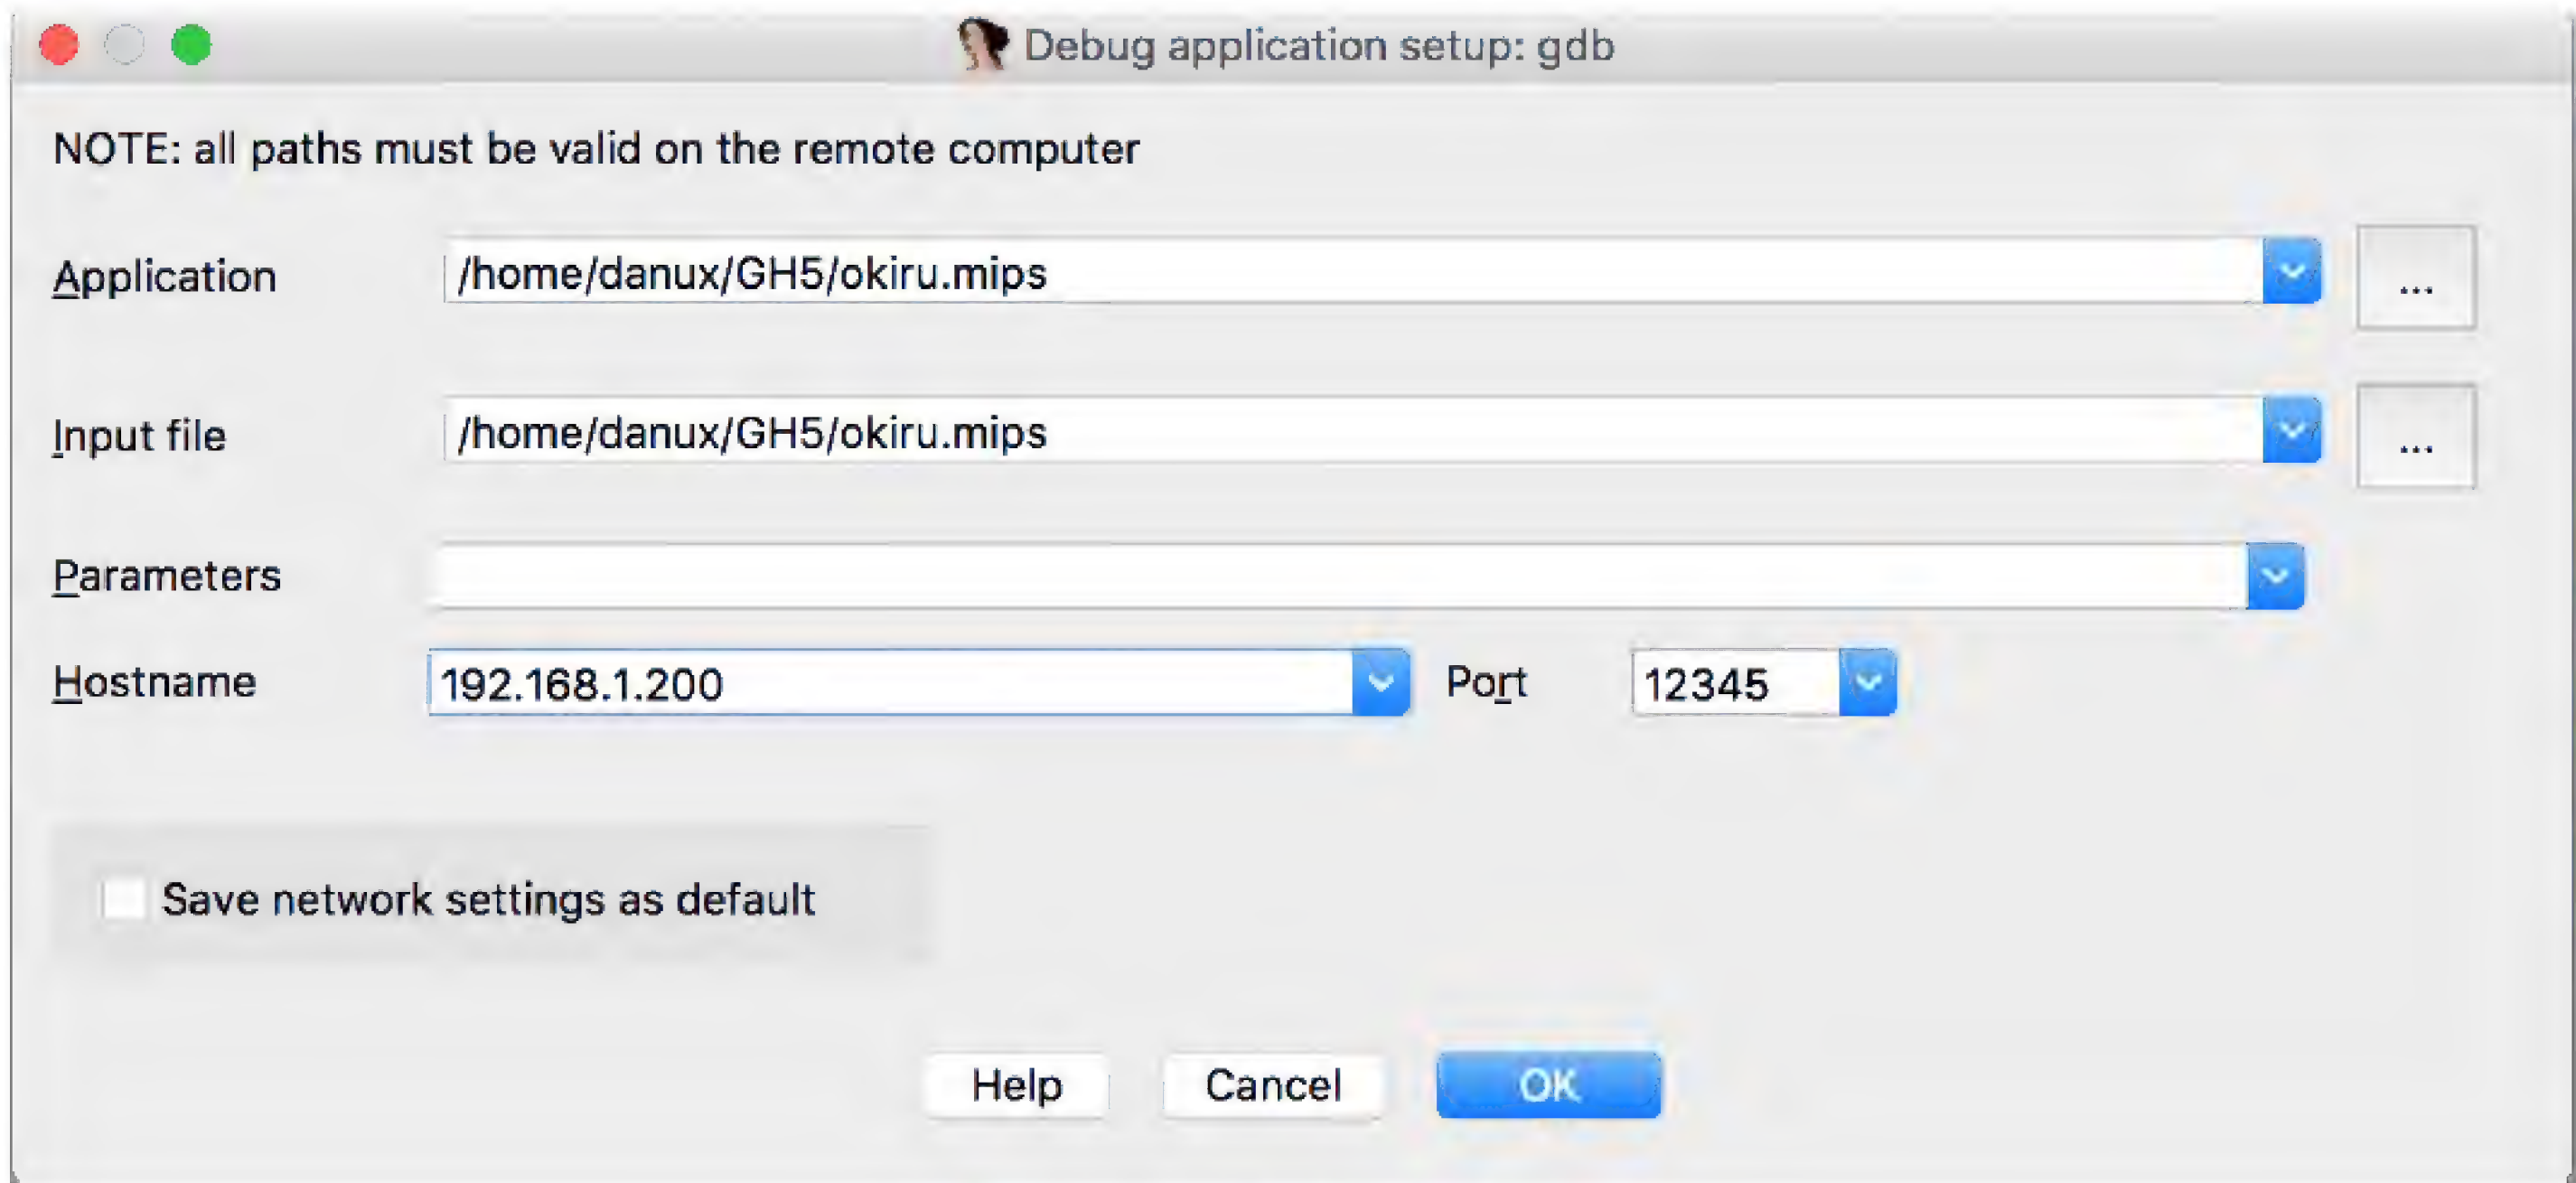 Debug application setup: gdb
NOTE: all paths must be valid on the remote computer
Application /home/danux/GH5/okiru.mips ...
Input file /home/danux/GH5/okiru.mips ...
Parameters
Hostname 192.168.1.200 Port 12345
Save network settings as default
Help Cancel OK